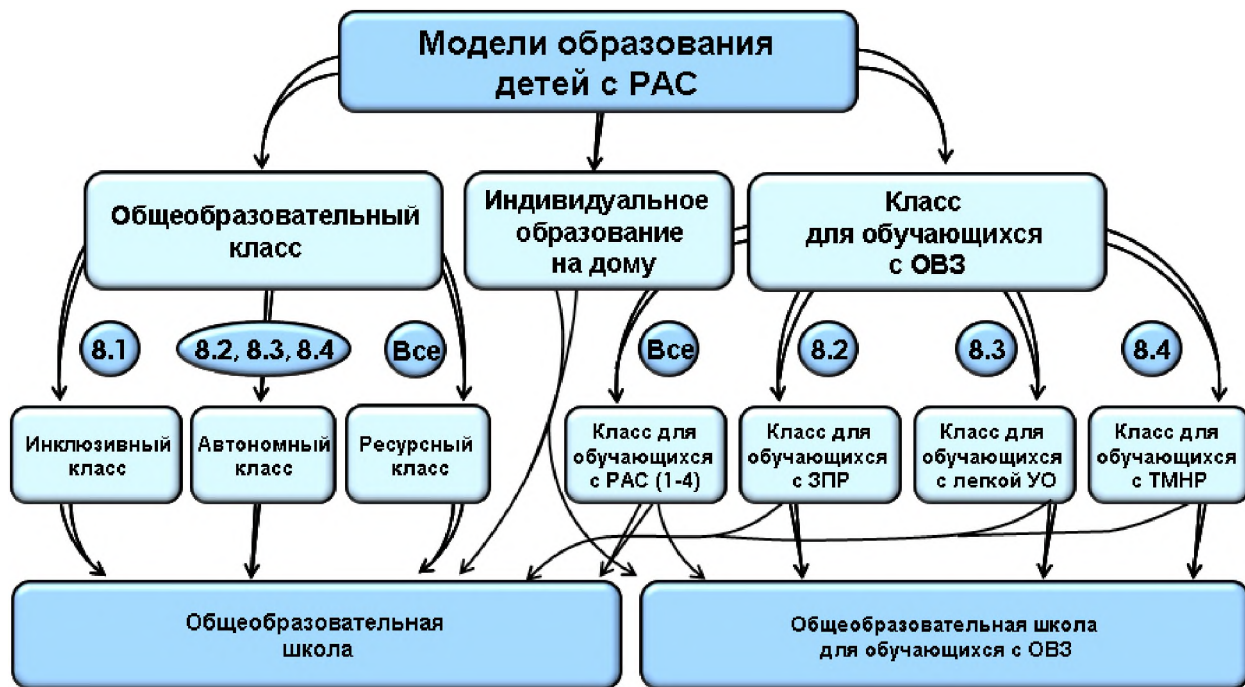 Модели образования
детей с РАС
Общеобразовательный
класс
Индивидуальное
образование
на дому
Класс
для обучающихся
с ОВЗ
8.1
8.2, 8.3, 8.4
Все
Все
8.2
8.3
8.4
Инклюзивный
класс
Автономный
класс
Ресурсный
класс
Класс для
обучающихся
с РАС (1-4)
Класс для
обучающихся
с ЗПР
Класс для
обучающихся
с легкой УО
Класс для
обучающихся
с ТМНР
Общеобразовательная
школа
Общеобразовательная школа
для обучающихся с ОВЗ